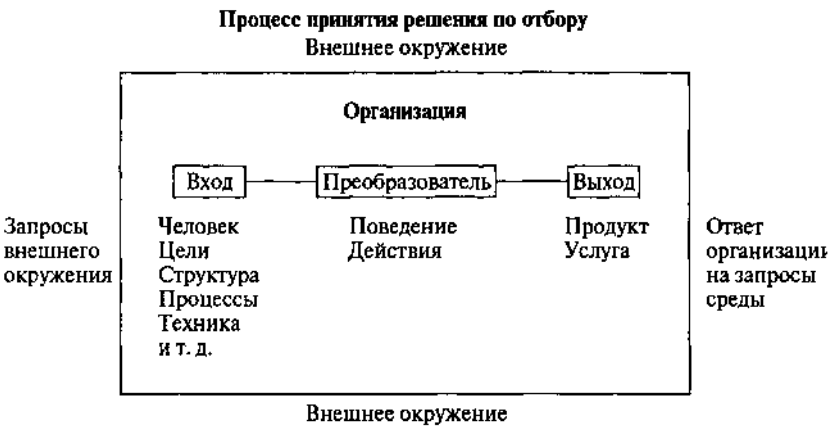 Процесс принятия решения по отбору
Внешнее окружение
Организация
Вход
Преобразователь
Выход
Запросы
внешнего
окружения
Человек
Цели
Структура
Процессы
Техника
и т. д.
Поведение
Действия
Продукт
Услуга
Ответ
организации
на запросы
среды
Внешнее окружение